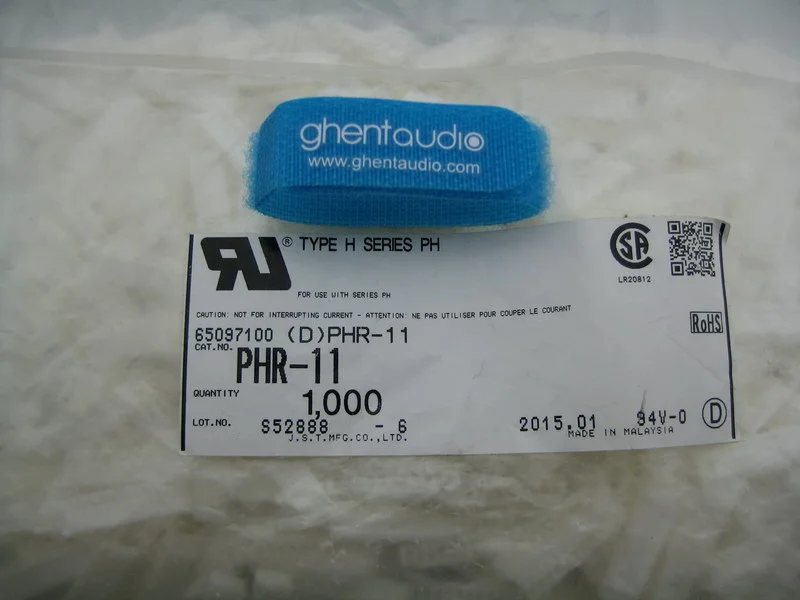 ghentaudio
www.ghentaudio.com
® TYPE H SERIES PH
LR20812
FOR USE WITH SERIES PH
CAUTION: NOT FOR INTERRUPTING CURRENT - ATTENTION: NE PAS UTILISER POUR COUPER LE COURANT
RoHS
65097100 (D)PHR-11
CAT.NO. PHR-11
QUANTITY 1,000
LOT.NO. S52888 - 6 2015.01 94V-0 D
J.S.T.MFG.CO.,LTD. MADE IN MALAYSIA